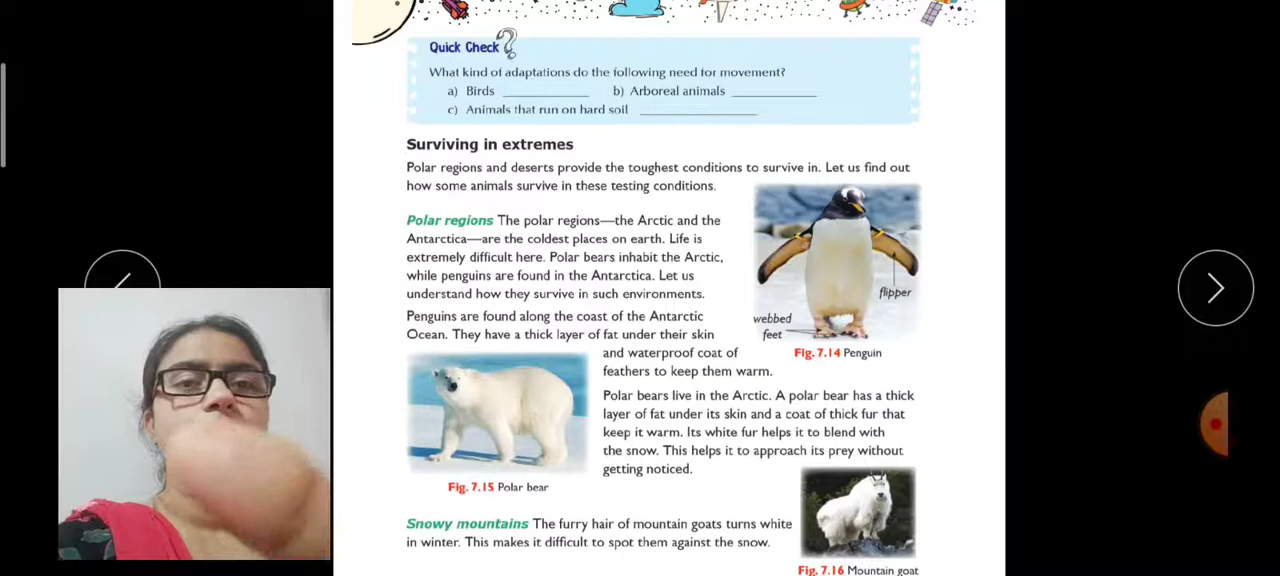 Quick Check ?
What kind of adaptations do the following need for movement?
a) Birds ____________ b) Arboreal animals ____________
c) Animals that run on hard soil ________________
Surviving in extremes
Polar regions and deserts provide the toughest conditions to survive in. Let us find out
how some animals survive in these testing conditions.
Polar regions The polar regions—the Arctic and the
Antarctica—are the coldest places on earth. Life is
extremely difficult here. Polar bears inhabit the Arctic,
while penguins are found in the Antarctica. Let us
understand how they survive in such environments.
flipper
webbed
feet
Fig. 7.14 Penguin
Penguins are found along the coast of the Antarctic
Ocean. They have a thick layer of fat under their skin
and waterproof coat of
feathers to keep them warm.
Polar bears live in the Arctic. A polar bear has a thick
layer of fat under its skin and a coat of thick fur that
keep it warm. Its white fur helps it to blend with
the snow. This helps it to approach its prey without
getting noticed.
Fig. 7.15 Polar bear
Snowy mountains The furry hair of mountain goats turns white
in winter. This makes it difficult to spot them against the snow.
Fig. 7.16 Mountain goat